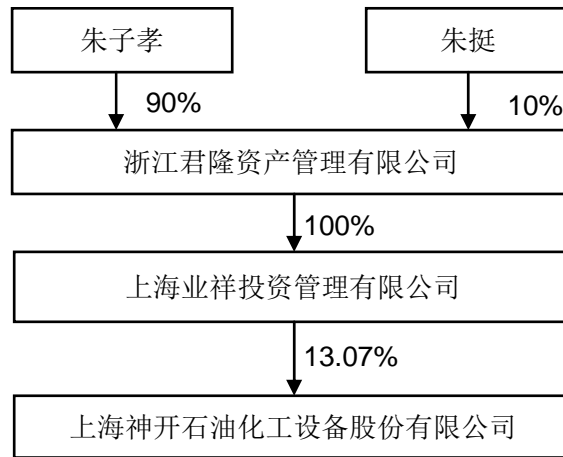 朱子孝
朱挺
90%
10%
浙江君隆资产管理有限公司
100%
上海业祥投资管理有限公司
13.07%
上海神开石油化工设备股份有限公司